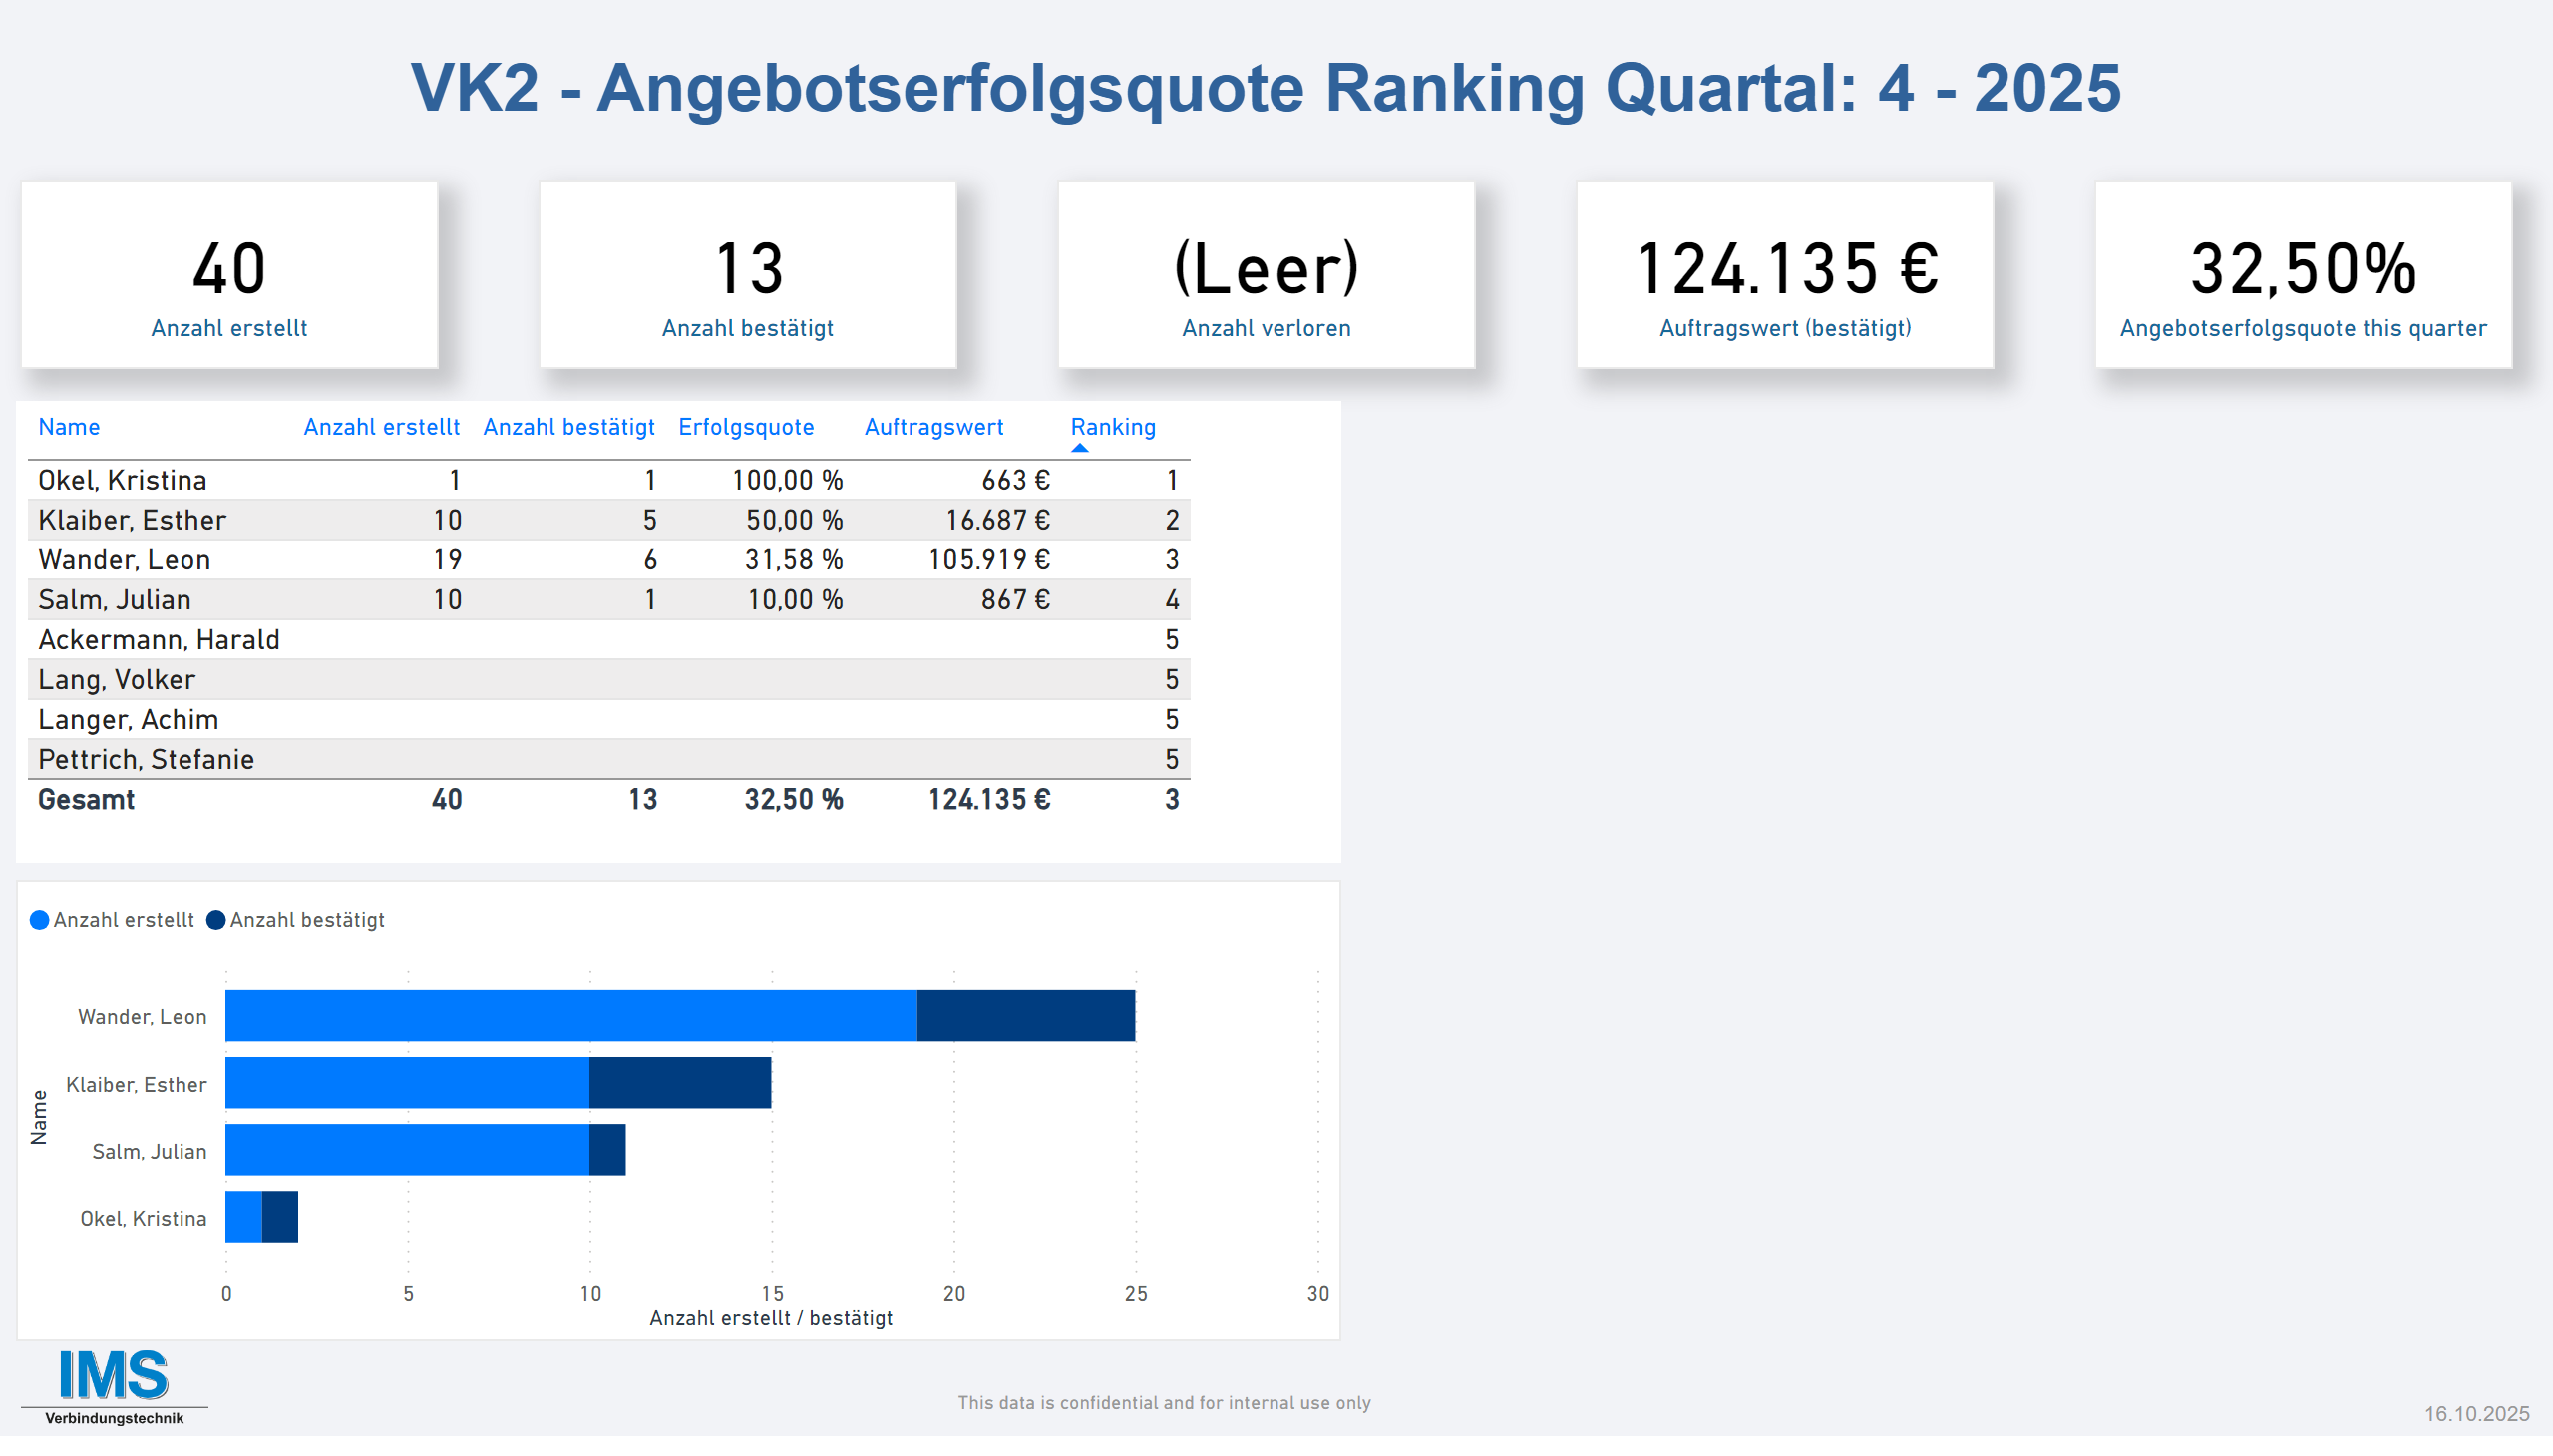 VK2 - Angebotserfolgsquote Ranking Quartal: 4 - 2025
40
Anzahl erstellt
13
Anzahl bestätigt
(Leer)
Anzahl verloren
124.135 €
Auftragswert (bestätigt)
32,50%
Angebotserfolgsquote this quarter
Name Anzahl erstellt Anzahl bestätigt Erfolgsquote Auftragswert Ranking
Okel, Kristina 1 1 100,00 % 663 € 1
Klaiber, Esther 10 5 50,00 % 16.687 € 2
Wander, Leon 19 6 31,58 % 105.919 € 3
Salm, Julian 10 1 10,00 % 867 € 4
Ackermann, Harald 5
Lang, Volker 5
Langer, Achim 5
Pettrich, Stefanie 5
Gesamt 40 13 32,50 % 124.135 € 3
Anzahl erstellt Anzahl bestätigt
Name
Wander, Leon
Klaiber, Esther
Salm, Julian
Okel, Kristina
0 5 10 15 20 25 30
Anzahl erstellt / bestätigt
IMS
Verbindungstechnik
This data is confidential and for internal use only
16.10.2025